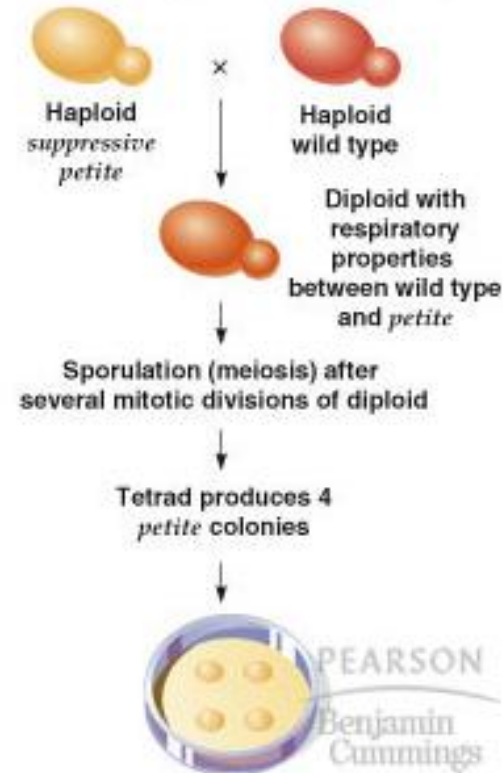 ×
Haploid
suppressive
petite
Haploid
wild type
Diploid with
respiratory
properties
between wild type
and petite
Sporulation (meiosis) after
several mitotic divisions of diploid
Tetrad produces 4
petite colonies
PEARSON
Benjamin
Cummings